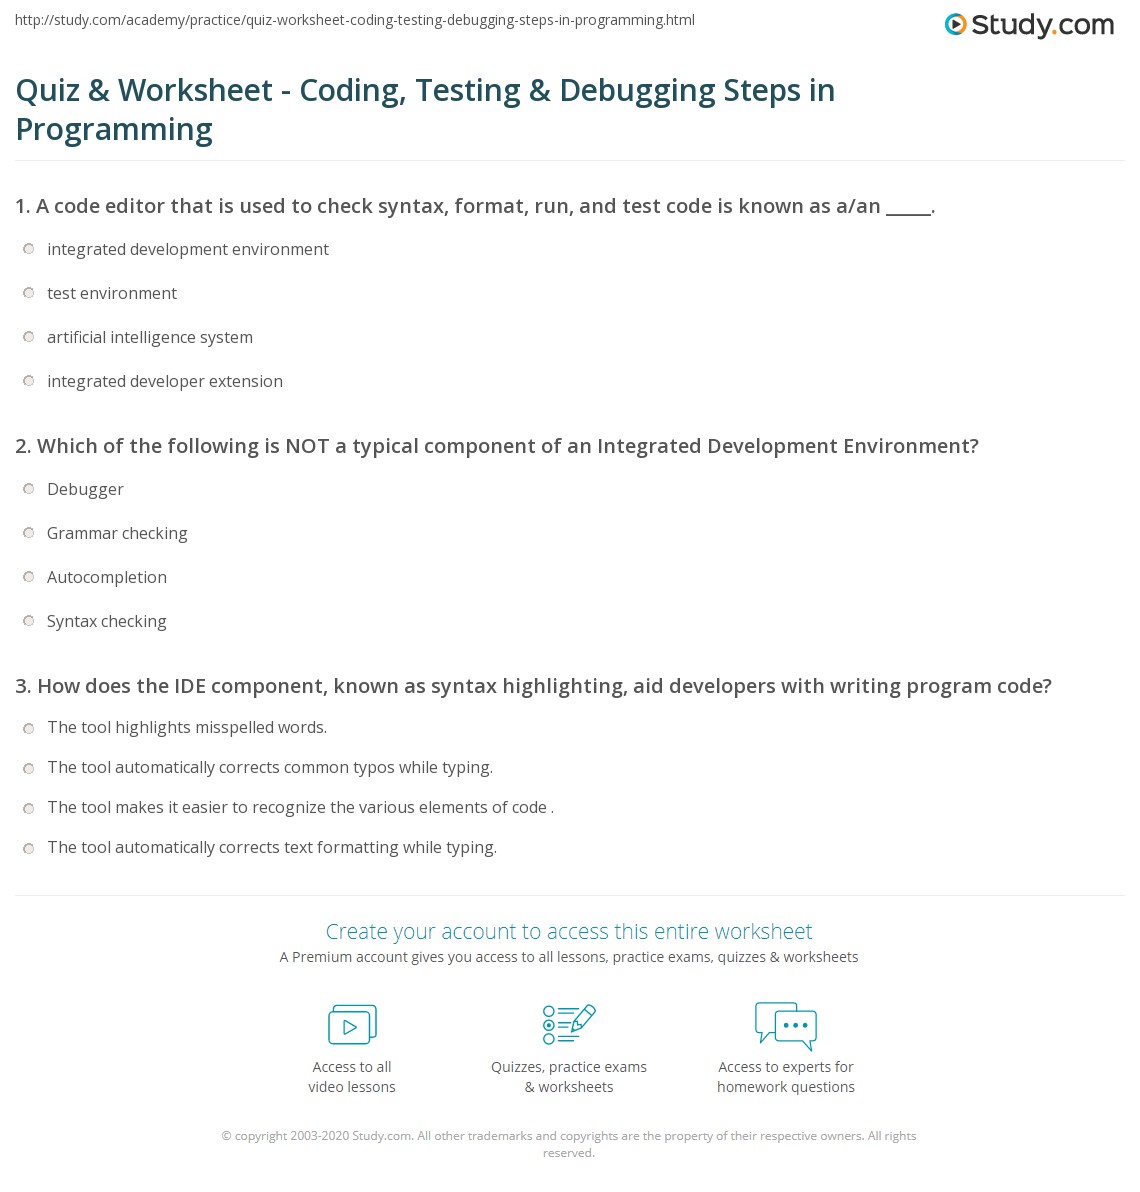 http://study.com/academy/practice/quiz-worksheet-coding-testing-debugging-steps-in-programming.html
Study.com
Quiz & Worksheet - Coding, Testing & Debugging Steps in
Programming
1. A code editor that is used to check syntax, format, run, and test code is known as a/an _____.
integrated development environment
test environment
artificial intelligence system
integrated developer extension
2. Which of the following is NOT a typical component of an Integrated Development Environment?
Debugger
Grammar checking
Autocompletion
Syntax checking
3. How does the IDE component, known as syntax highlighting, aid developers with writing program code?
The tool highlights misspelled words.
The tool automatically corrects common typos while typing.
The tool makes it easier to recognize the various elements of code .
The tool automatically corrects text formatting while typing.
Create your account to access this entire worksheet
A Premium account gives you access to all lessons, practice exams, quizzes & worksheets
Access to all
video lessons
Quizzes, practice exams
& worksheets
Access to experts for
homework questions
© copyright 2003-2020 Study.com. All other trademarks and copyrights are the property of their respective owners. All rights
reserved.